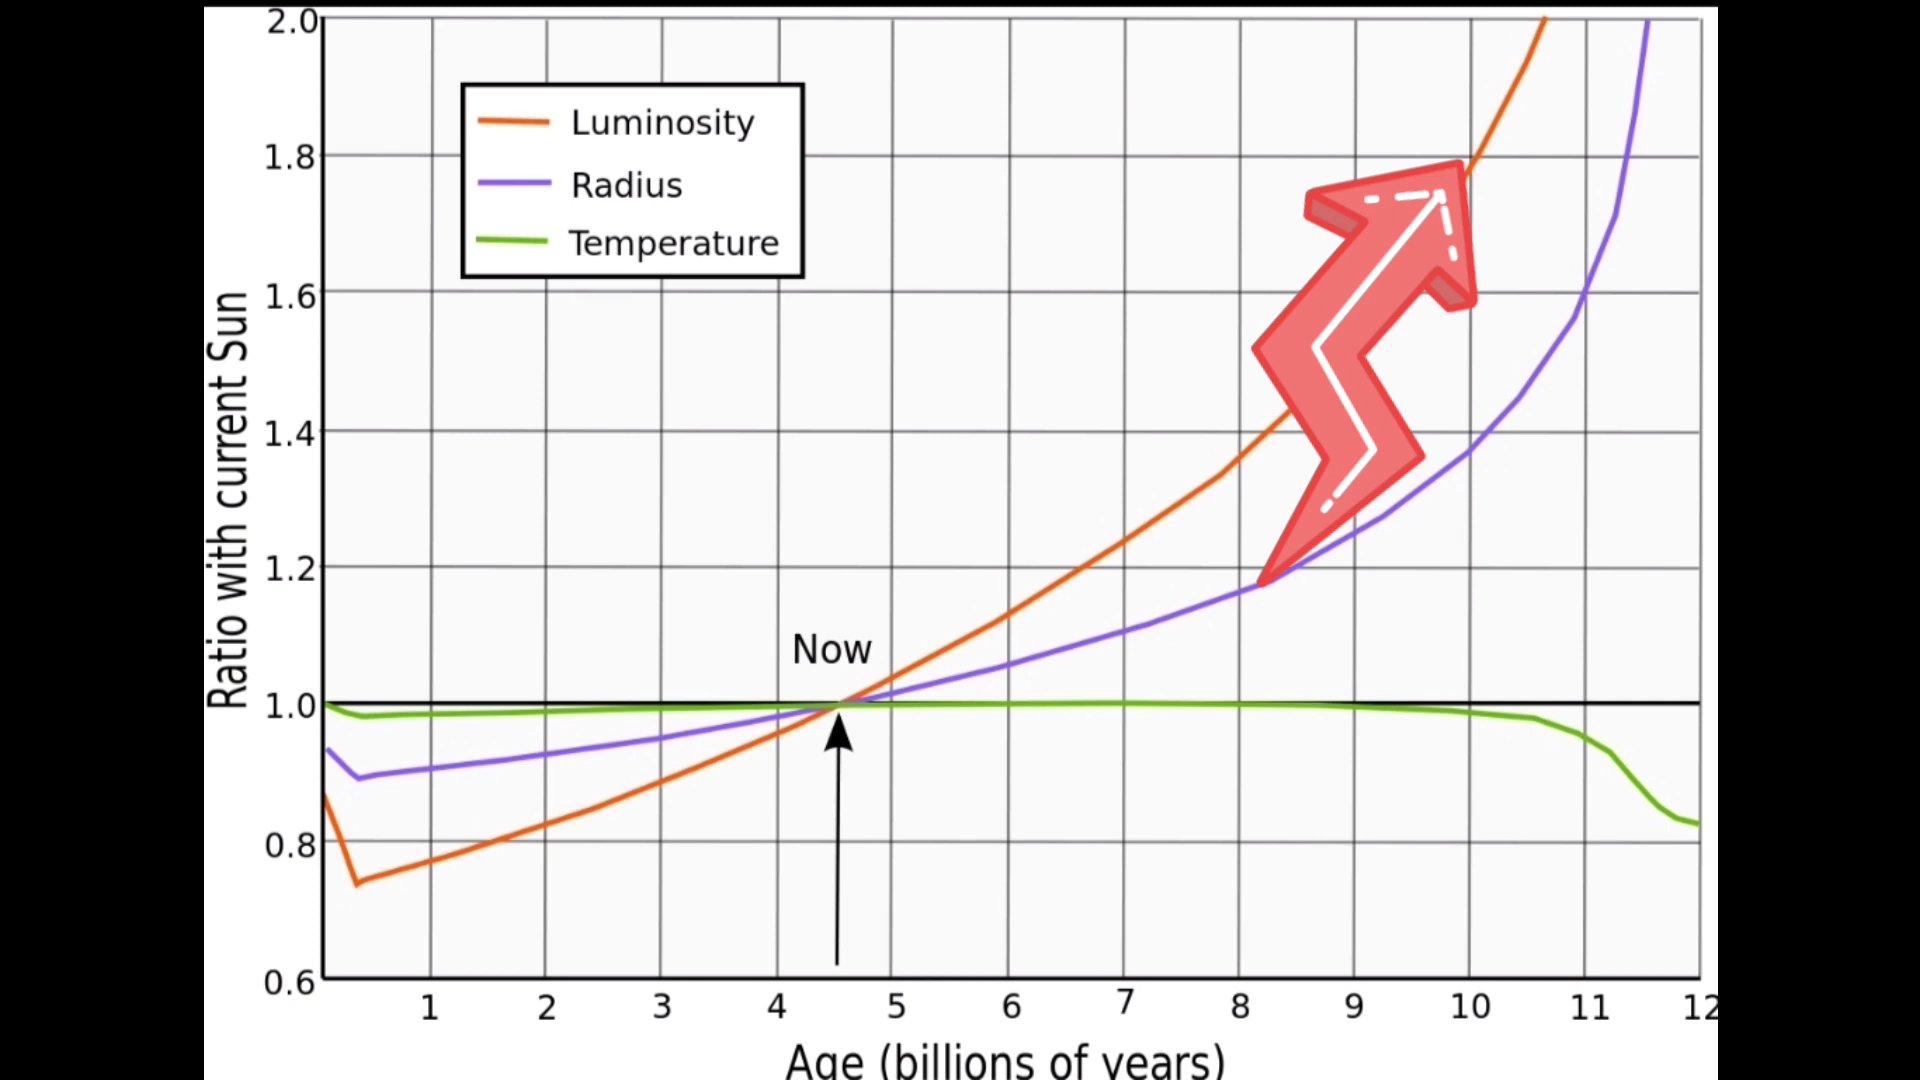 2.0
1.8
1.6
1.4
1.2
1.0
0.8
0.6
Ratio with current Sun
Luminosity
Radius
Temperature
Now
1 2 3 4 5 6 7 8 9 10 11 12
Age (billions of years)